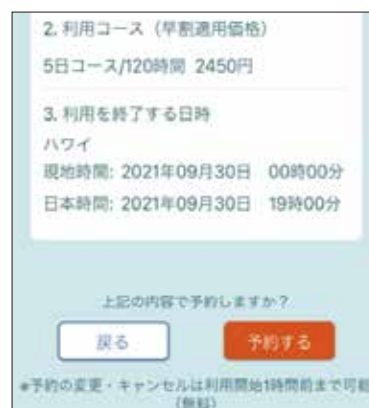 2. 利用コース（早割適用価格）
5日コース/120時間 2450円
3. 利用を終了する日時
ハワイ
現地時間: 2021年09月30日 00時00分
日本時間: 2021年09月30日 19時00分
上記の内容で予約しますか？
戻る
予約する
※予約の変更・キャンセルは利用開始1時間前まで可能
(無料)